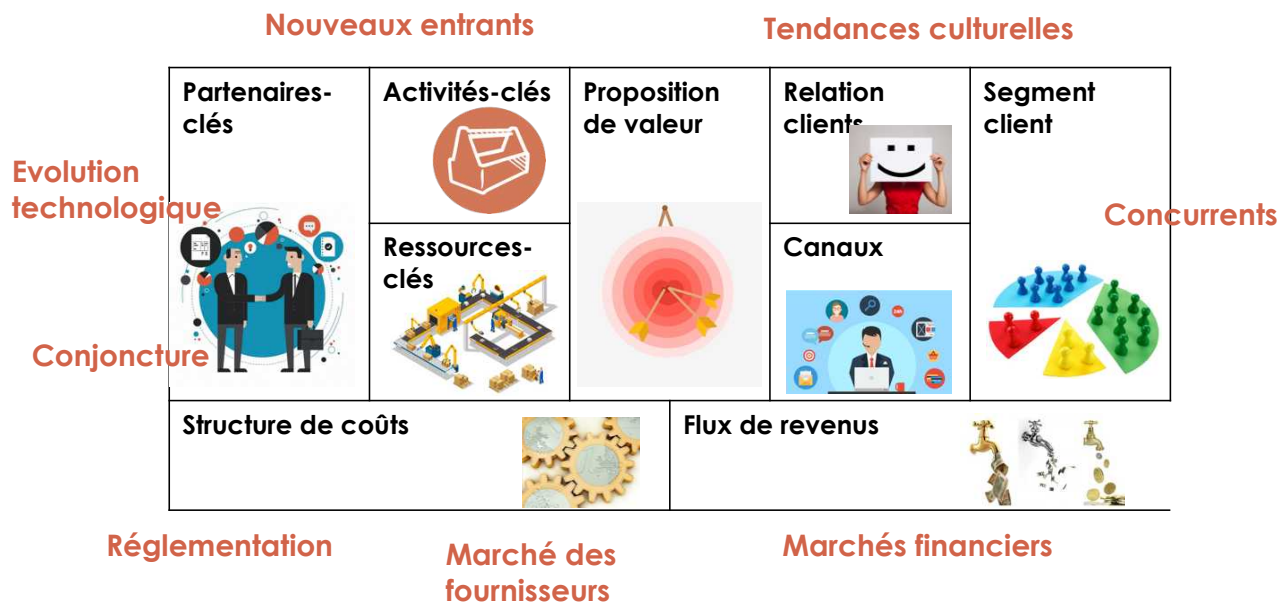 Nouveaux entrants
Tendances culturelles
Partenaires-
clés
Activités-clés
Proposition
de valeur
Relation
clients
Segment
client
Evolution
technologique
Concurrents
Ressources-
clés
Canaux
Conjoncture
Structure de coûts
Flux de revenus
Réglementation
Marché des
fournisseurs
Marchés financiers